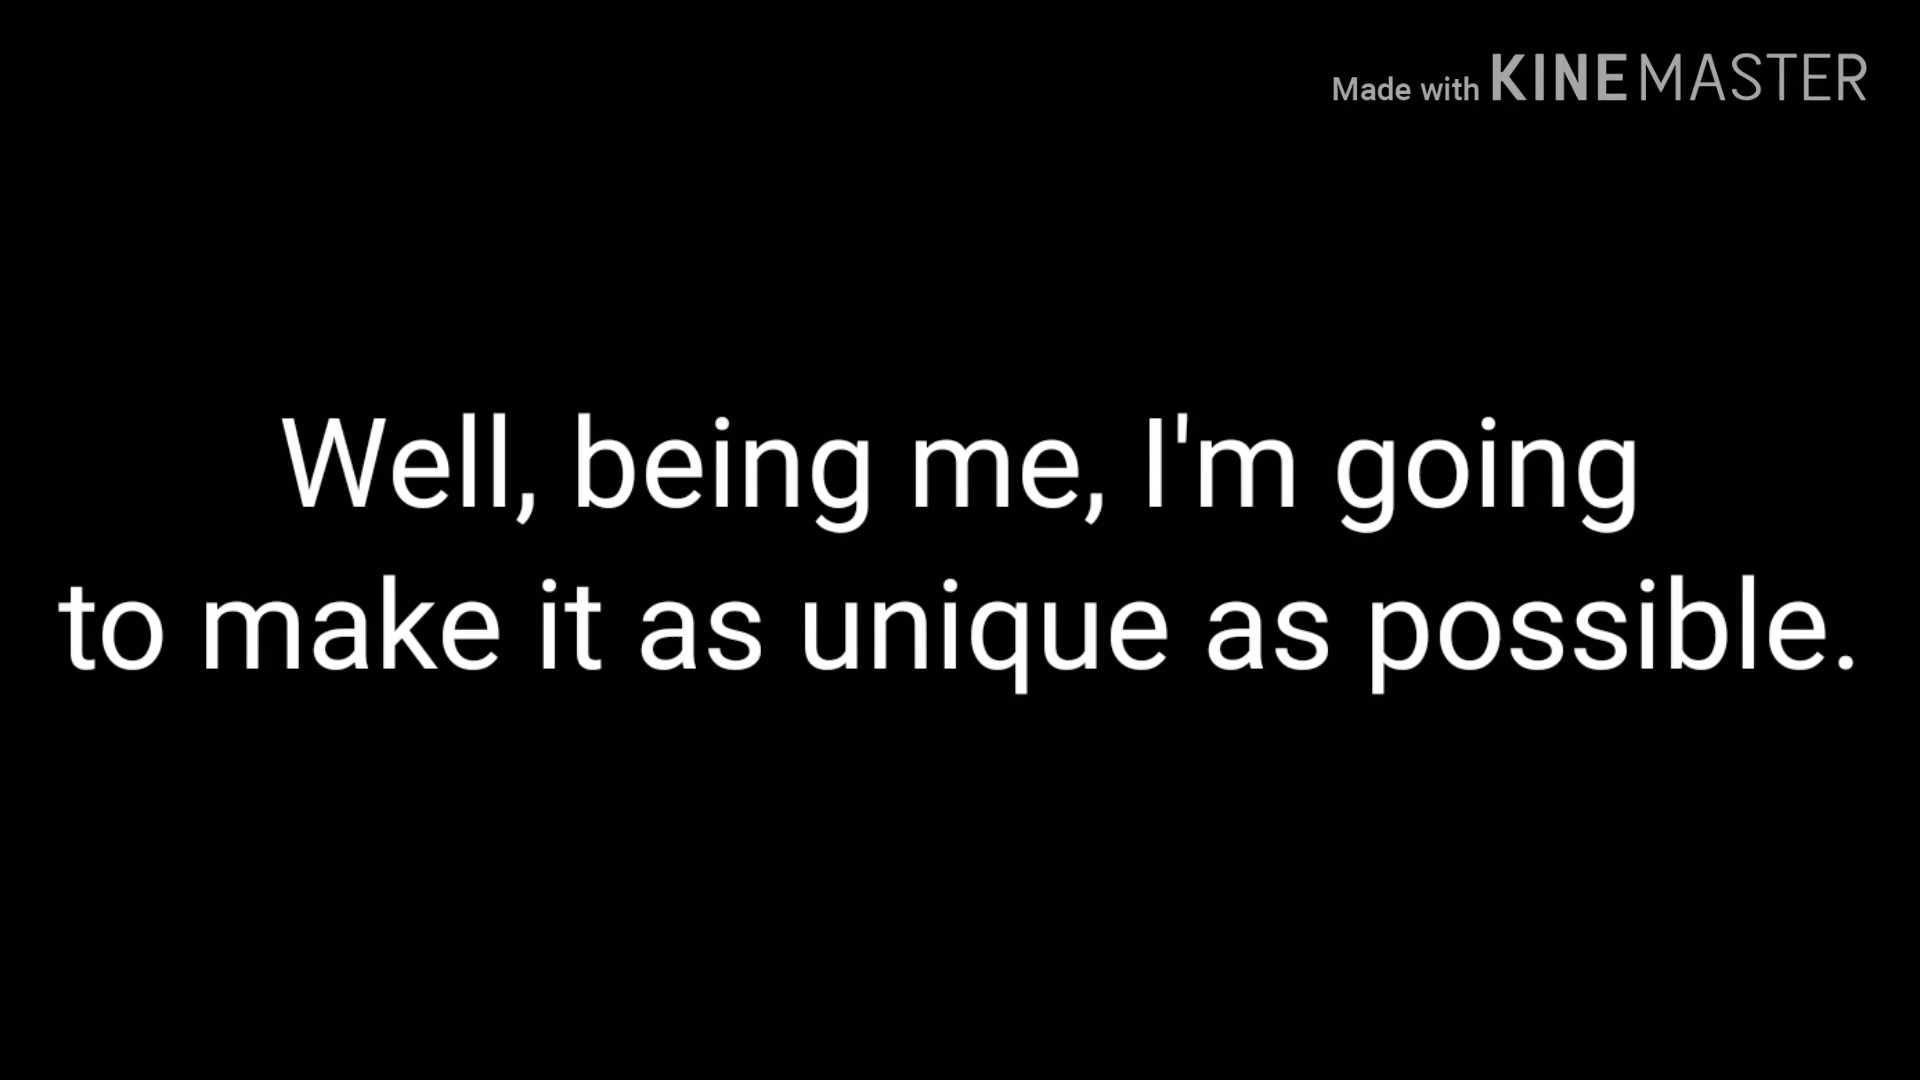 Made with KINEMASTER
Well, being me, I'm going
to make it as unique as possible.